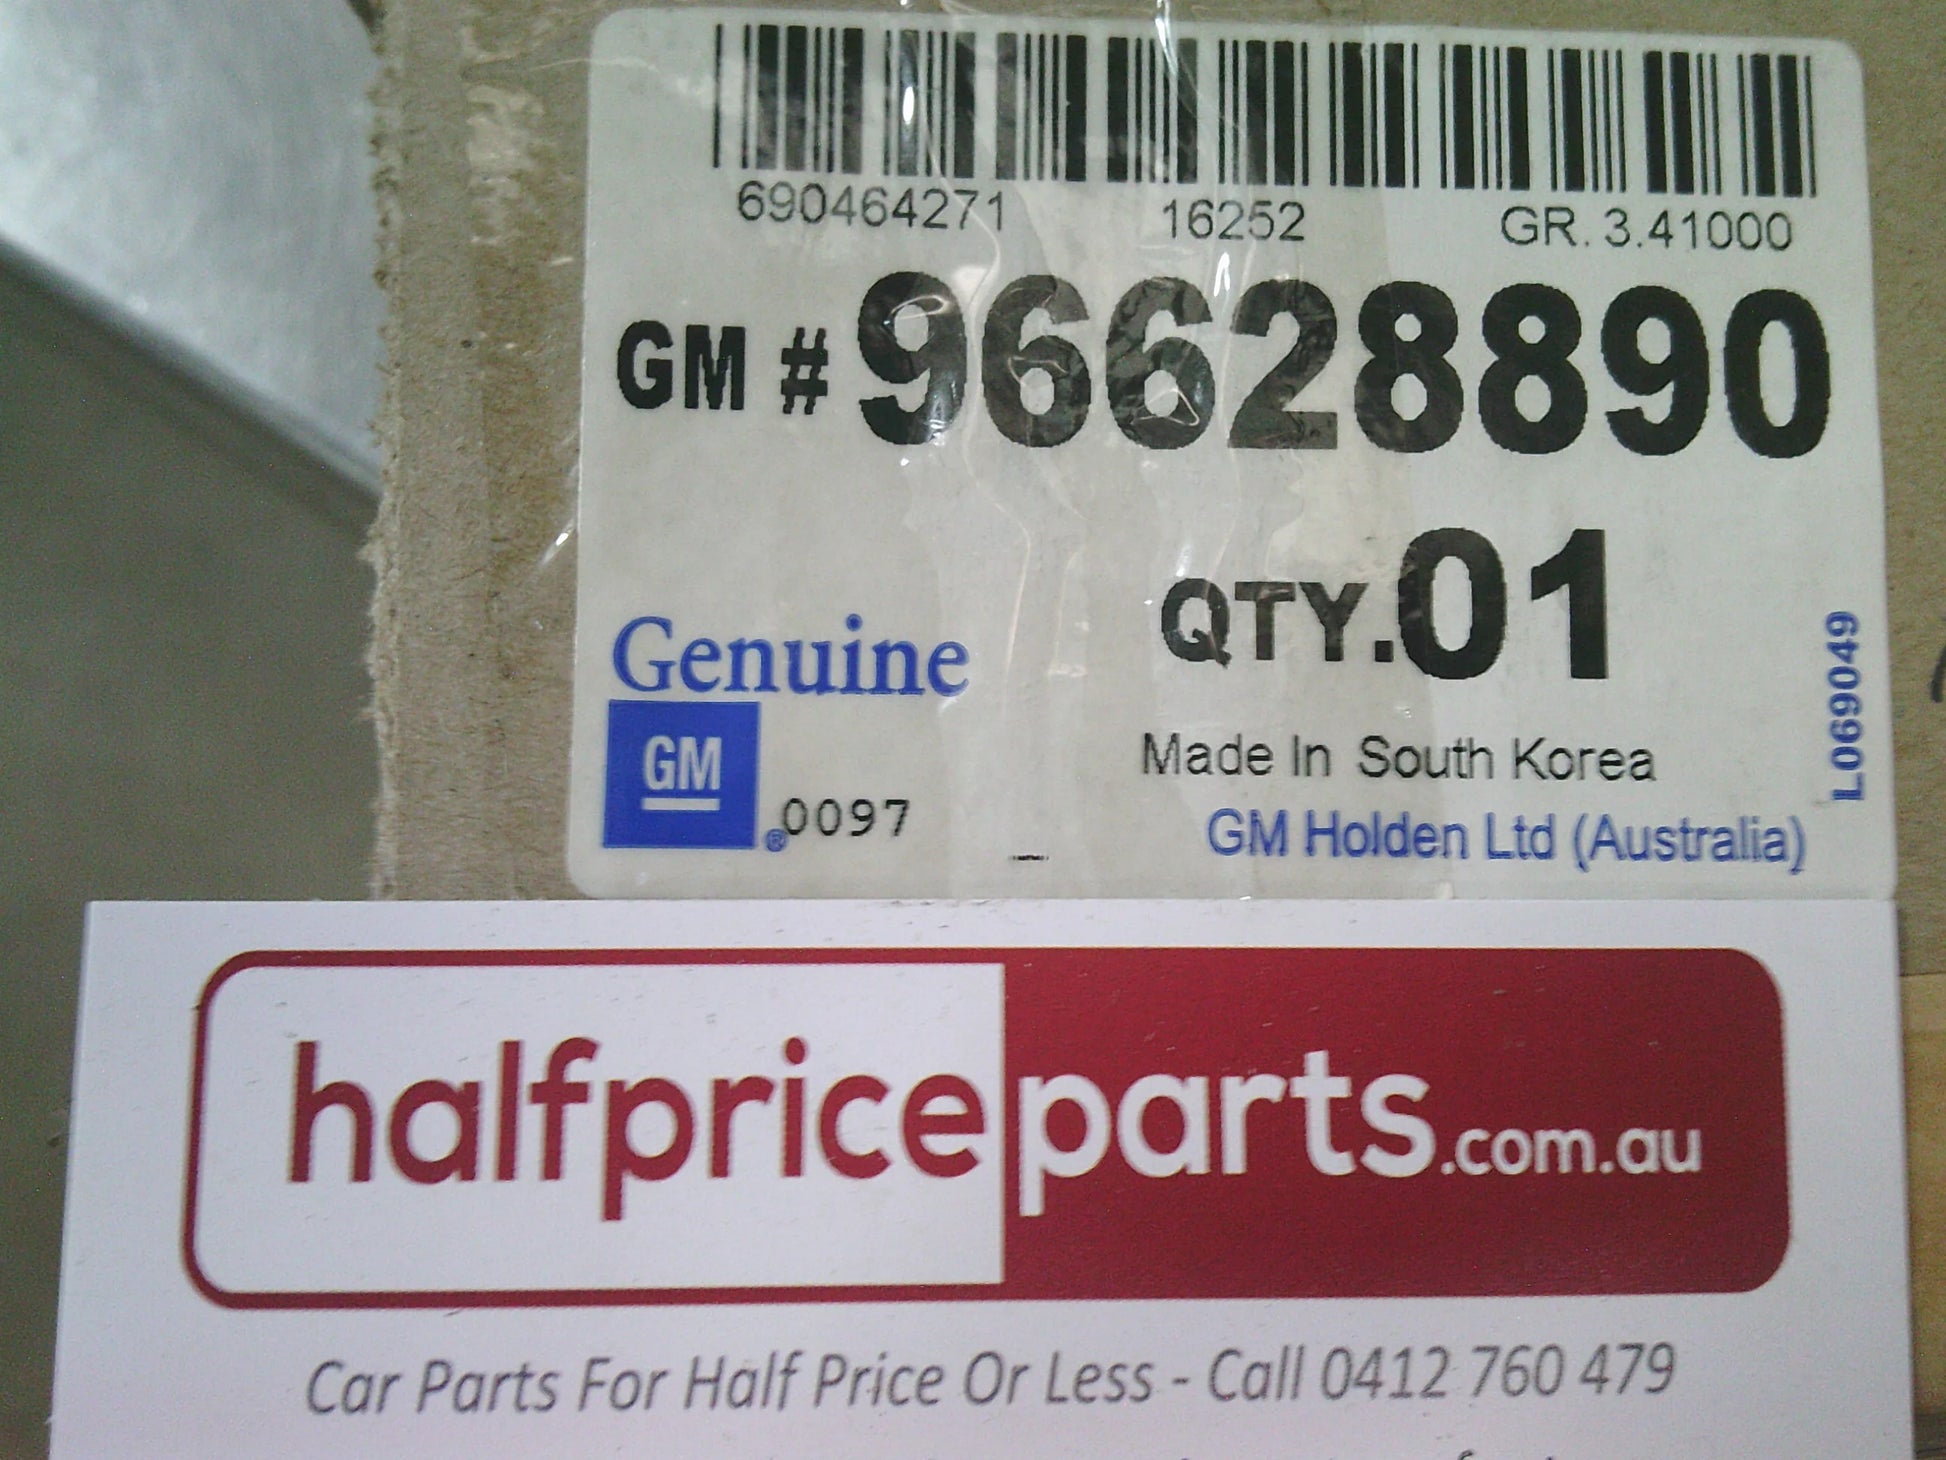 690464271 16252 GR. 3.41000
GM # 96628890
QTY.01
Genuine
GM
® 0097
Made In South Korea
GM Holden Ltd (Australia)
L069049
halfpriceparts.com.au
Car Parts For Half Price Or Less - Call 0412 760 479